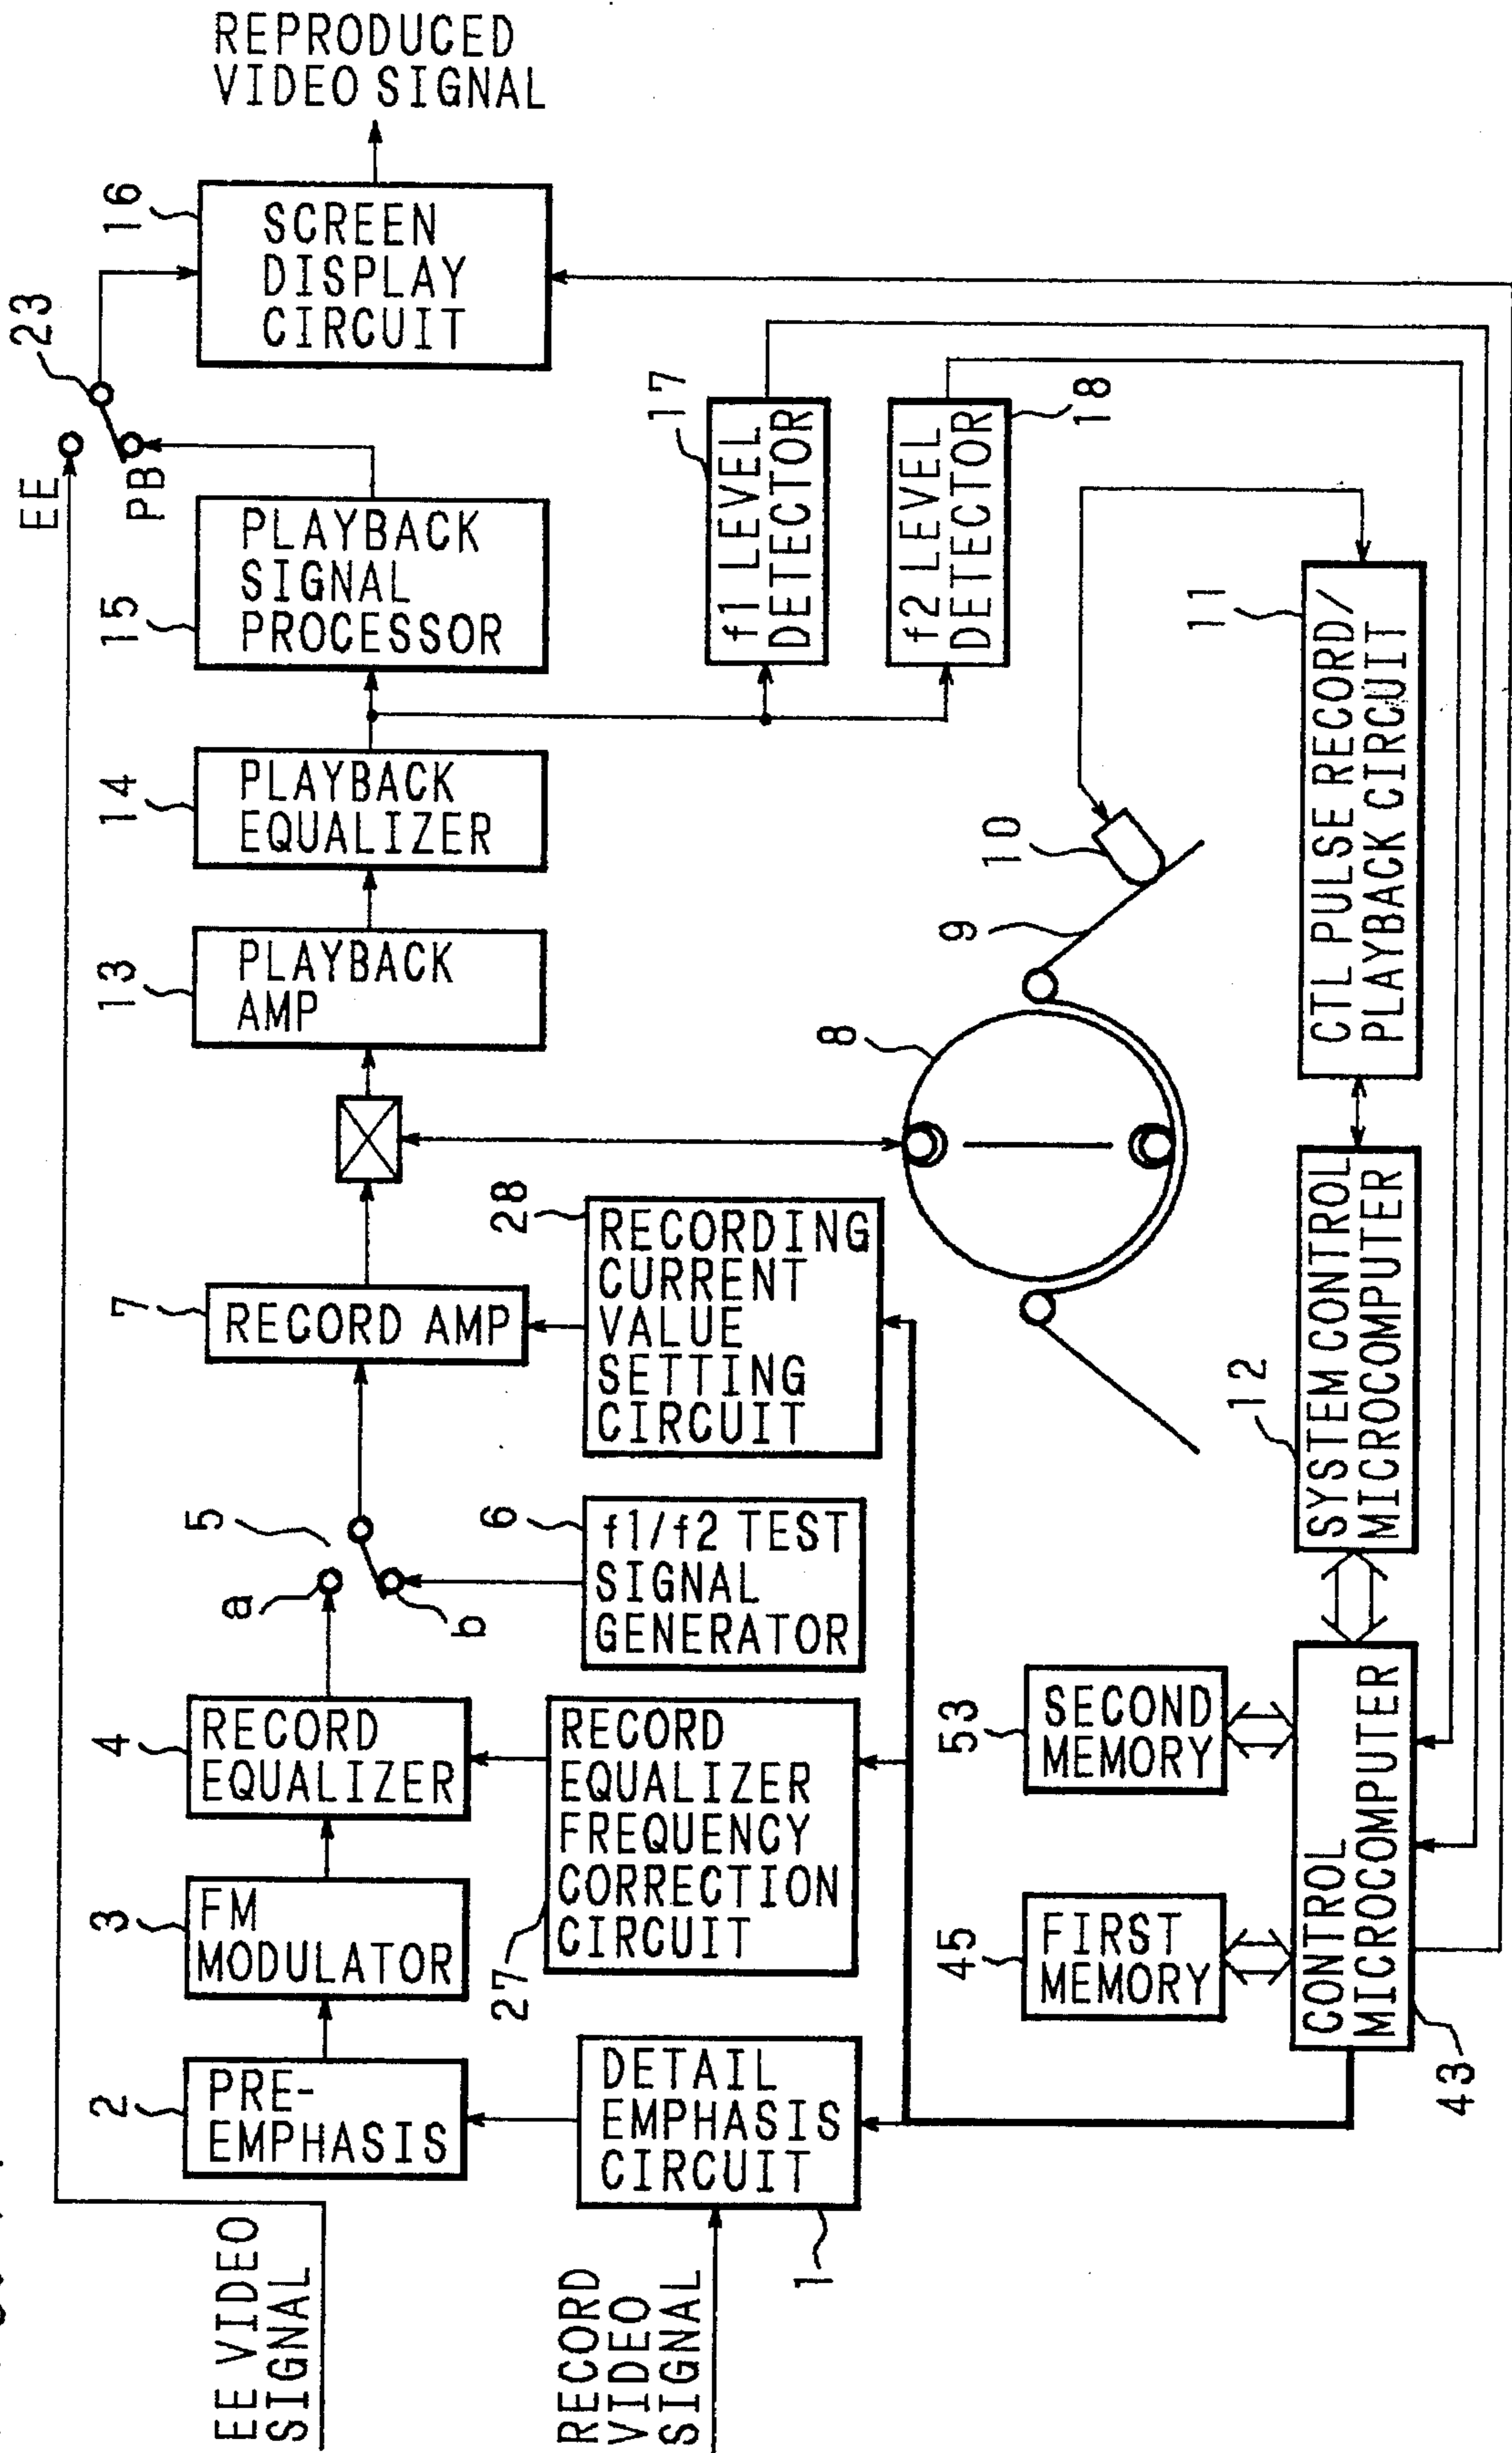 EE VIDEO
SIGNAL
RECORD
VIDEO
SIGNAL
1
DETAIL
EMPHASIS
CIRCUIT
2
PRE-
EMPHASIS
3
FM
MODULATOR
4
RECORD
EQUALIZER
27
RECORD
EQUALIZER
FREQUENCY
CORRECTION
CIRCUIT
5
a
b
6
f1/f2 TEST
SIGNAL
GENERATOR
7
RECORD AMP
28
RECORDING
CURRENT
VALUE
SETTING
CIRCUIT
8
9
10
13
PLAYBACK
AMP
14
PLAYBACK
EQUALIZER
15
PLAYBACK
SIGNAL
PROCESSOR
EE
PB
23
16
SCREEN
DISPLAY
CIRCUIT
REPRODUCED
VIDEO SIGNAL
17
f1 LEVEL
DETECTOR
f2 LEVEL
DETECTOR
18
45
FIRST
MEMORY
53
SECOND
MEMORY
CONTROL
MICROCOMPUTER
43
12
SYSTEM CONTROL
MICROCOMPUTER
11
CTL PULSE RECORD/
PLAYBACK CIRCUIT